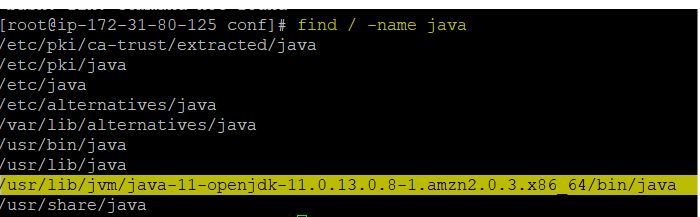 [root@ip-172-31-80-125 conf]# find / -name java
/etc/pki/ca-trust/extracted/java
/etc/pki/java
/etc/java
/etc/alternatives/java
/var/lib/alternatives/java
/usr/bin/java
/usr/lib/java
/usr/lib/jvm/java-11-openjdk-11.0.13.0.8-1.amzn2.0.3.x86_64/bin/java
/usr/share/java